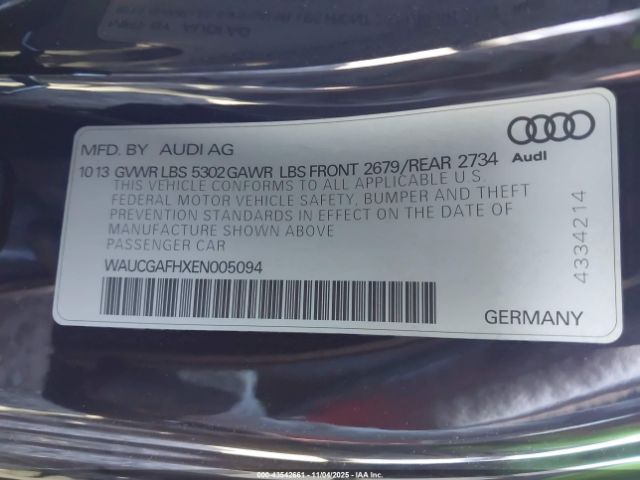 MFD. BY AUDI AG
Audi
10 13 GVWR LBS 5302 GAWR LBS FRONT 2679/REAR 2734
THIS VEHICLE CONFORMS TO ALL APPLICABLE U.S.
FEDERAL MOTOR VEHICLE SAFETY, BUMPER AND THEFT
PREVENTION STANDARDS IN EFFECT ON THE DATE OF
MANUFACTURE SHOWN ABOVE
PASSENGER CAR
WAUCGAFHXEN005094
4334214
GERMANY
000-43542661 - 11/04/2025 - © IAA Inc.